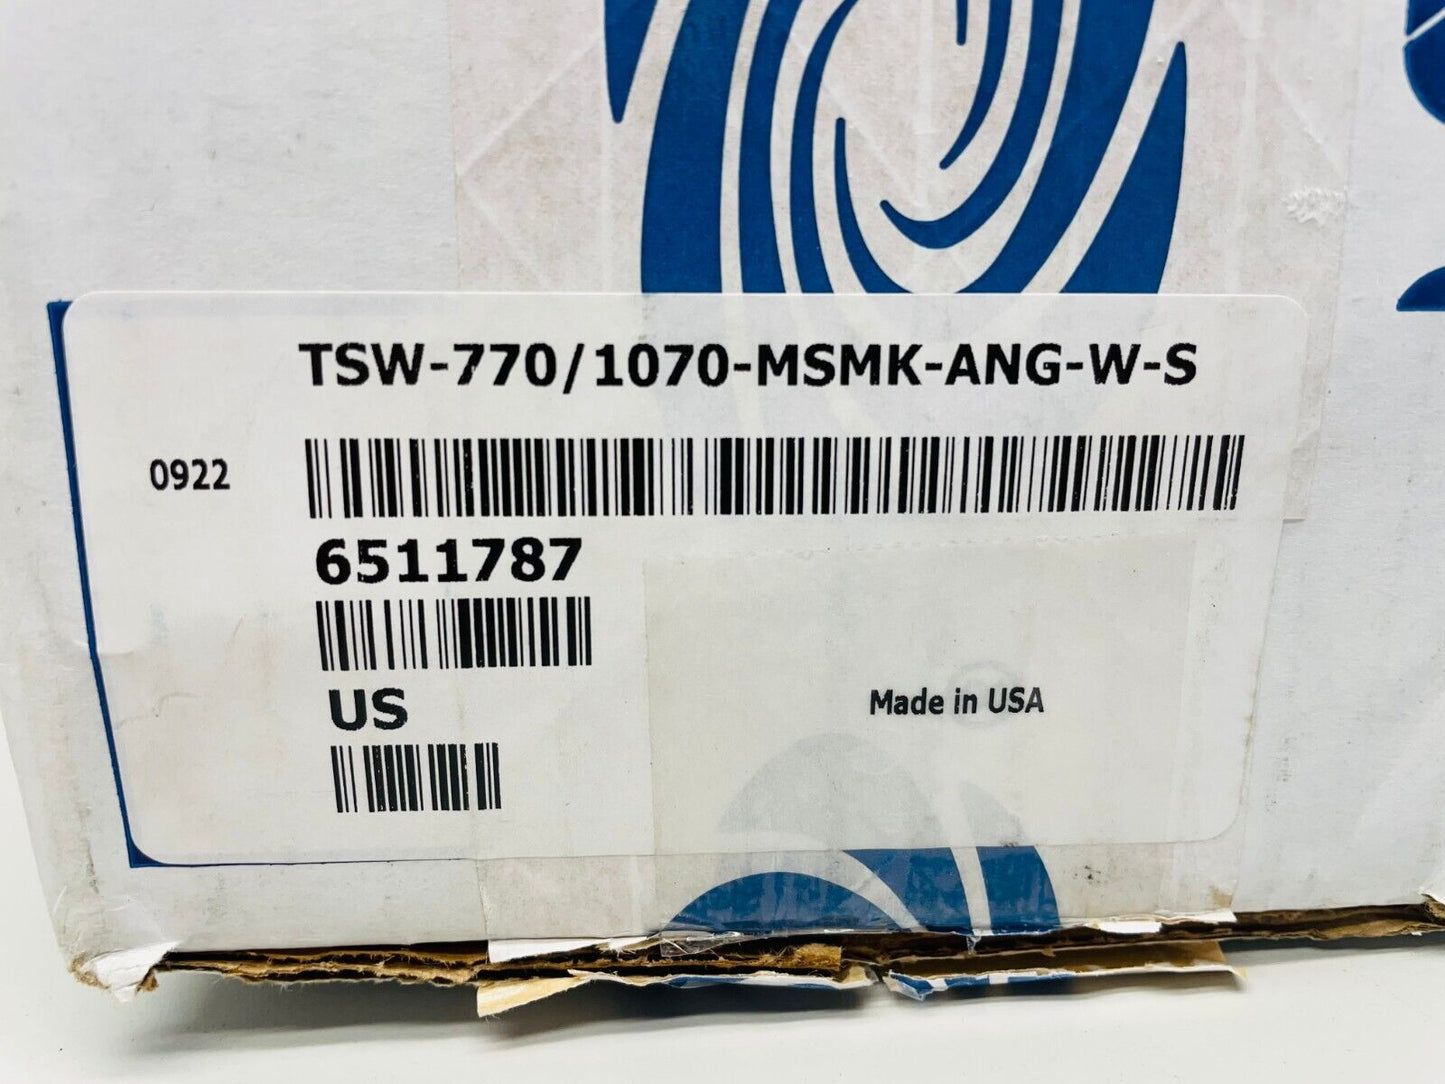 TSW-770/1070-MSMK-ANG-W-S
0922
6511787
US
Made in USA